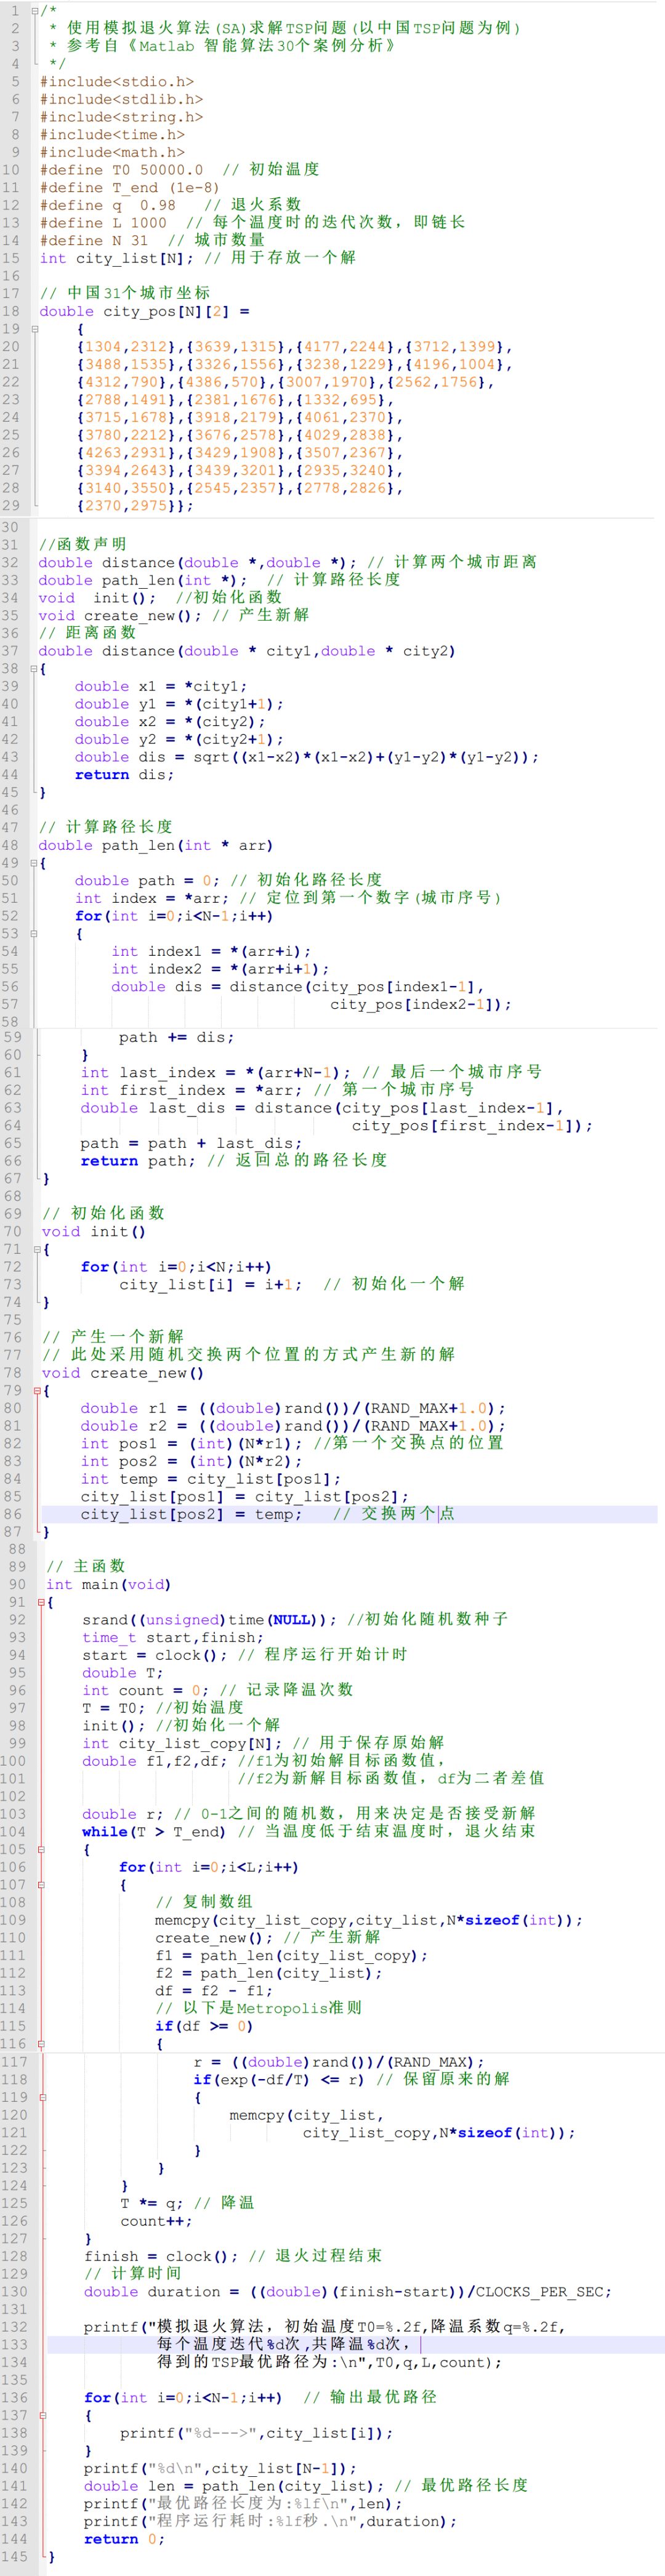 1 /*
2  * 使用模拟退火算法(SA)求解TSP问题(以中国TSP问题为例)
3  * 参考自《Matlab 智能算法30个案例分析》
4  */
5 #include<stdio.h>
6 #include<stdlib.h>
7 #include<string.h>
8 #include<time.h>
9 #include<math.h>
10 #define T0 50000.0  // 初始温度
11 #define T_end (1e-8)
12 #define q  0.98   // 退火系数
13 #define L 1000  // 每个温度时的迭代次数，即链长
14 #define N 31  // 城市数量
15 int city_list[N]; // 用于存放一个解
16
17 // 中国31个城市坐标
18 double city_pos[N][2] =
19     {
20     {1304,2312},{3639,1315},{4177,2244},{3712,1399},
21     {3488,1535},{3326,1556},{3238,1229},{4196,1004},
22     {4312,790},{4386,570},{3007,1970},{2562,1756},
23     {2788,1491},{2381,1676},{1332,695},
24     {3715,1678},{3918,2179},{4061,2370},
25     {3780,2212},{3676,2578},{4029,2838},
26     {4263,2931},{3429,1908},{3507,2367},
27     {3394,2643},{3439,3201},{2935,3240},
28     {3140,3550},{2545,2357},{2778,2826},
29     {2370,2975}};
30
31 //函数声明
32 double distance(double *,double *); // 计算两个城市距离
33 double path_len(int *);  // 计算路径长度
34 void  init();  //初始化函数
35 void create_new(); // 产生新解
36 // 距离函数
37 double distance(double * city1,double * city2)
38 {
39     double x1 = *city1;
40     double y1 = *(city1+1);
41     double x2 = *(city2);
42     double y2 = *(city2+1);
43     double dis = sqrt((x1-x2)*(x1-x2)+(y1-y2)*(y1-y2));
44     return dis;
45 }
46
47 // 计算路径长度
48 double path_len(int * arr)
49 {
50     double path = 0; // 初始化路径长度
51     int index = *arr; // 定位到第一个数字(城市序号)
52     for(int i=0;i<N-1;i++)
53     {
54         int index1 = *(arr+i);
55         int index2 = *(arr+i+1);
56         double dis = distance(city_pos[index1-1],
57                                 city_pos[index2-1]);
58
59         path += dis;
60     }
61     int last_index = *(arr+N-1); // 最后一个城市序号
62     int first_index = *arr; // 第一个城市序号
63     double last_dis = distance(city_pos[last_index-1],
64                                 city_pos[first_index-1]);
65     path = path + last_dis;
66     return path; // 返回总的路径长度
67 }
68
69 // 初始化函数
70 void init()
71 {
72     for(int i=0;i<N;i++)
73         city_list[i] = i+1;  // 初始化一个解
74 }
75
76 // 产生一个新解
77 // 此处采用随机交换两个位置的方式产生新的解
78 void create_new()
79 {
80     double r1 = ((double)rand())/(RAND_MAX+1.0);
81     double r2 = ((double)rand())/(RAND_MAX+1.0);
82     int pos1 = (int)(N*r1); //第一个交换点的位置
83     int pos2 = (int)(N*r2);
84     int temp = city_list[pos1];
85     city_list[pos1] = city_list[pos2];
86     city_list[pos2] = temp;   // 交换两个点
87 }
88
89 // 主函数
90 int main(void)
91 {
92     srand((unsigned)time(NULL)); //初始化随机数种子
93     time_t start,finish;
94     start = clock(); // 程序运行开始计时
95     double T;
96     int count = 0; // 记录降温次数
97     T = T0; //初始温度
98     init(); //初始化一个解
99     int city_list_copy[N]; // 用于保存原始解
100     double f1,f2,df; //f1为初始解目标函数值，
101                      //f2为新解目标函数值，df为二者差值
102
103     double r; // 0-1之间的随机数，用来决定是否接受新解
104     while(T > T_end) // 当温度低于结束温度时，退火结束
105     {
106         for(int i=0;i<L;i++)
107         {
108             // 复制数组
109             memcpy(city_list_copy,city_list,N*sizeof(int));
110             create_new(); // 产生新解
111             f1 = path_len(city_list_copy);
112             f2 = path_len(city_list);
113             df = f2 - f1;
114             // 以下是Metropolis准则
115             if(df >= 0)
116             {
117                 r = ((double)rand())/(RAND_MAX);
118                 if(exp(-df/T) <= r) // 保留原来的解
119                 {
120                     memcpy(city_list,
121                             city_list_copy,N*sizeof(int));
122                 }
123             }
124         }
125         T *= q; // 降温
126         count++;
127     }
128     finish = clock(); // 退火过程结束
129     // 计算时间
130     double duration = ((double)(finish-start))/CLOCKS_PER_SEC;
131
132     printf("模拟退火算法，初始温度T0=%.2f,降温系数q=%.2f,
133             每个温度迭代%d次,共降温%d次，
134             得到的TSP最优路径为:\n",T0,q,L,count);
135
136     for(int i=0;i<N-1;i++)  // 输出最优路径
137     {
138         printf("%d--->",city_list[i]);
139     }
140     printf("%d\n",city_list[N-1]);
141     double len = path_len(city_list); // 最优路径长度
142     printf("最优路径长度为:%lf\n",len);
143     printf("程序运行耗时:%lf秒.\n",duration);
144     return 0;
145 }